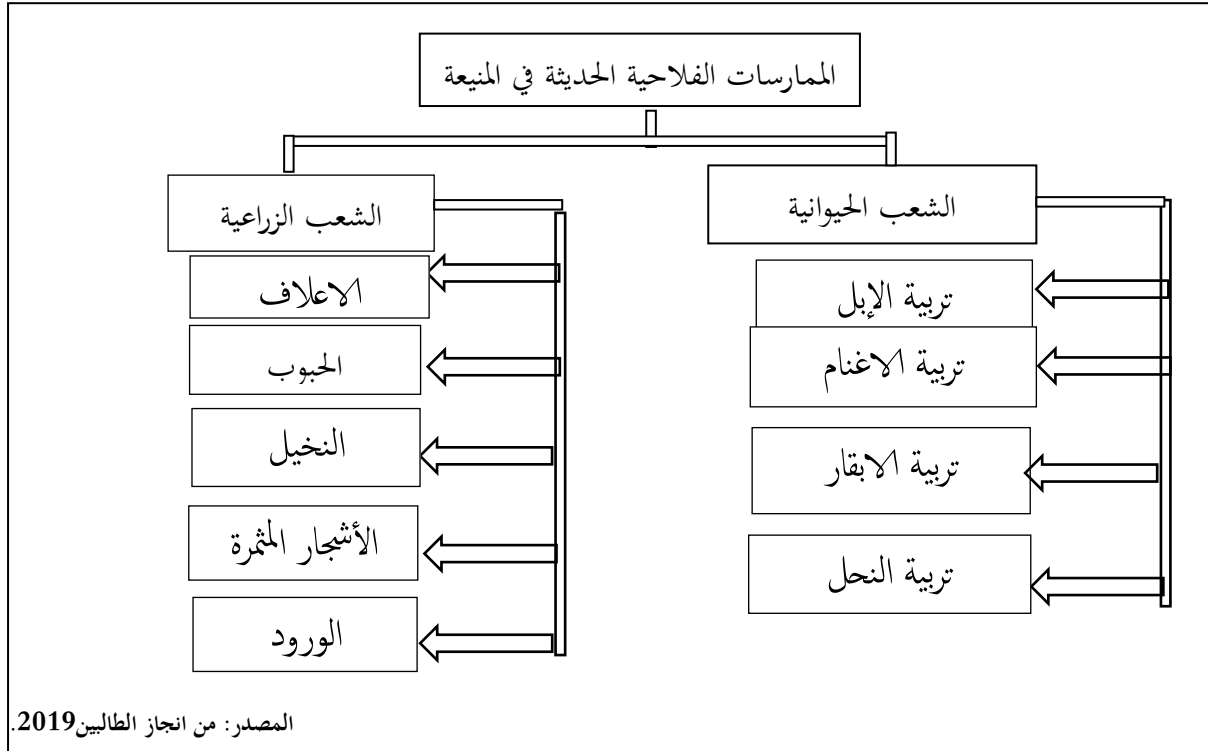 الممارسات الفلاحية الحديثة في المنيعة
الشعب الحيوانية
تربية الإبل
تربية الاغنام
تربية الابقار
تربية النحل
الشعب الزراعية
الاعلاف
الحبوب
النخيل
الأشجار المثمرة
الورود
المصدر: من انجاز الطالبين2019.